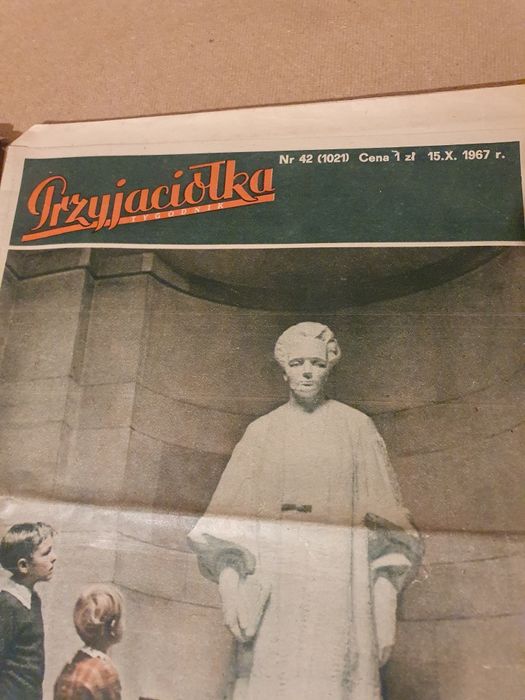 Nr 42 (1021) Cena 1 zł 15.X. 1967 r.
Przyjaciółka
TYGODNIK